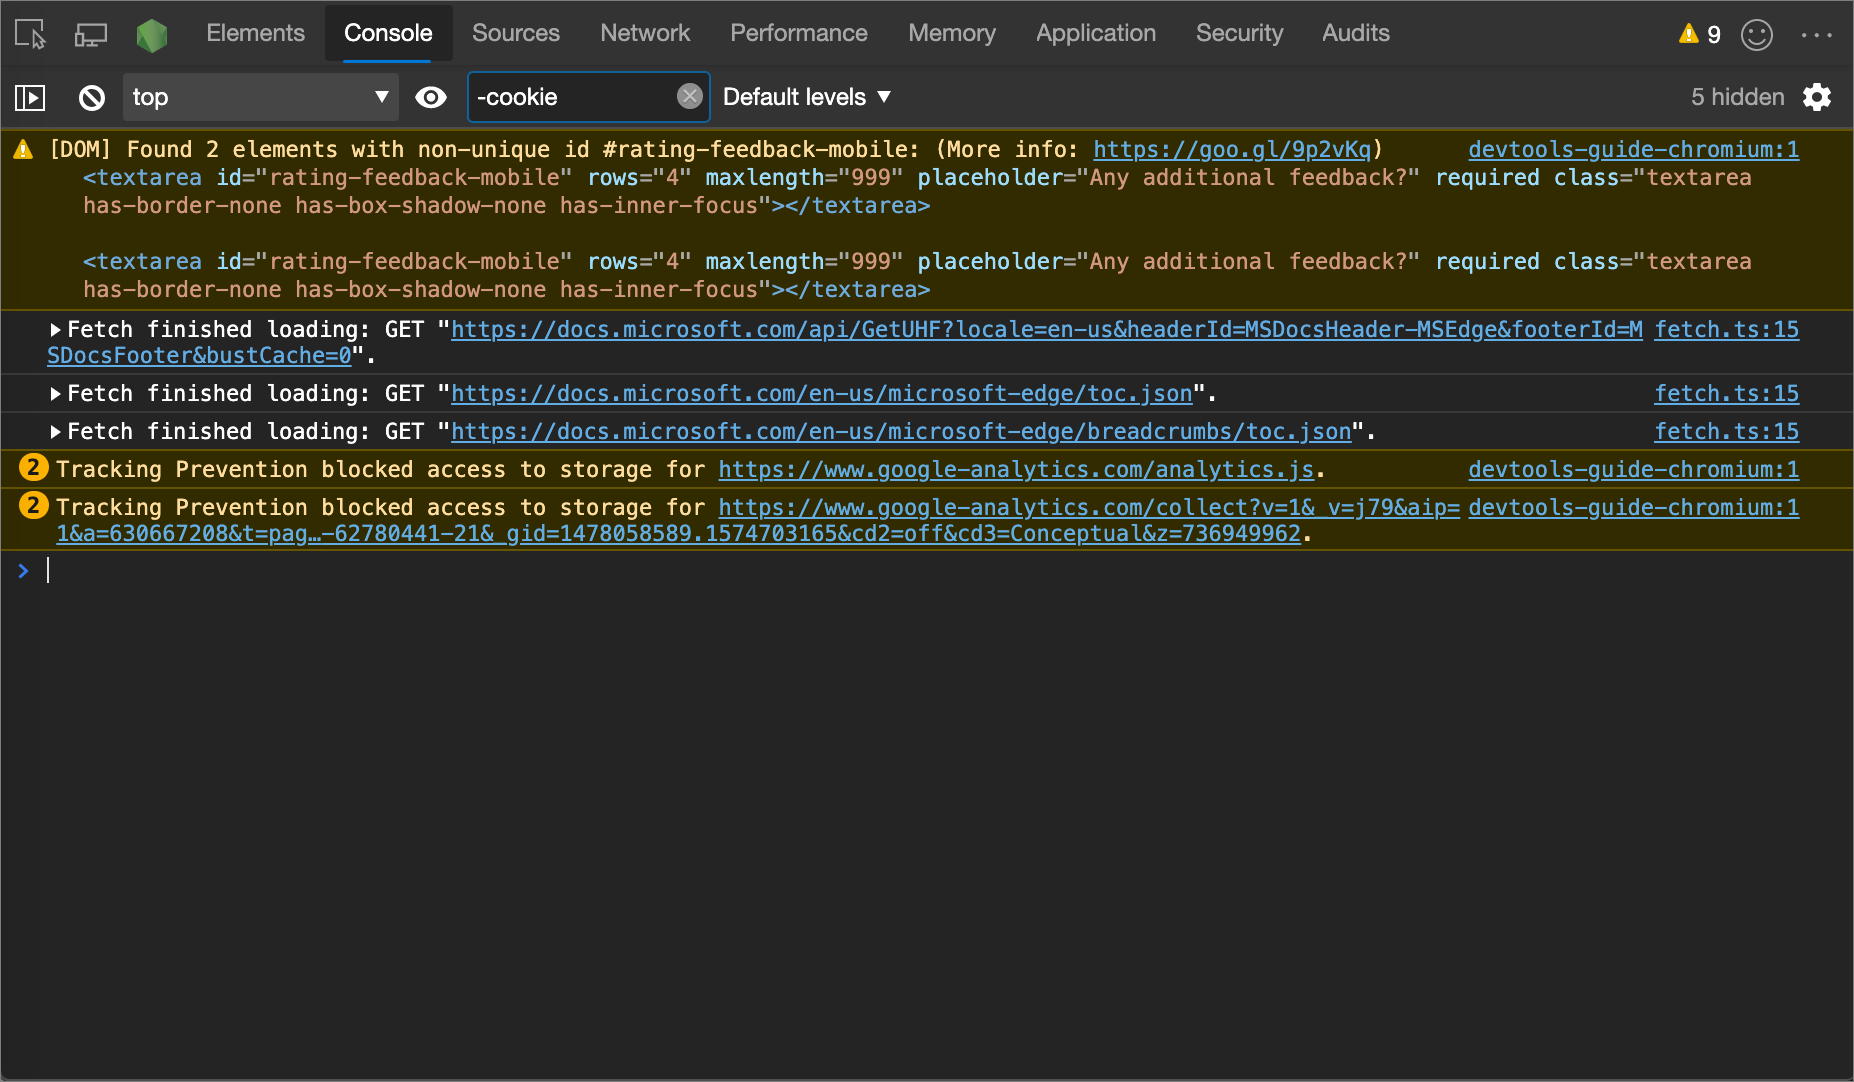 Elements Console Sources Network Performance Memory Application Security Audits 9
top -cookie Default levels 5 hidden
[DOM] Found 2 elements with non-unique id #rating-feedback-mobile: (More info: https://goo.gl/9p2vKq) devtools-guide-chromium:1
<textarea id="rating-feedback-mobile" rows="4" maxlength="999" placeholder="Any additional feedback?" required class="textarea
has-border-none has-box-shadow-none has-inner-focus"></textarea>
<textarea id="rating-feedback-mobile" rows="4" maxlength="999" placeholder="Any additional feedback?" required class="textarea
has-border-none has-box-shadow-none has-inner-focus"></textarea>
Fetch finished loading: GET "https://docs.microsoft.com/api/GetUHF?locale=en-us&headerId=MSDocsHeader-MSEdge&footerId=M fetch.ts:15
SDocsFooter&bustCache=0".
Fetch finished loading: GET "https://docs.microsoft.com/en-us/microsoft-edge/toc.json". fetch.ts:15
Fetch finished loading: GET "https://docs.microsoft.com/en-us/microsoft-edge/breadcrumbs/toc.json". fetch.ts:15
2 Tracking Prevention blocked access to storage for https://www.google-analytics.com/analytics.js. devtools-guide-chromium:1
2 Tracking Prevention blocked access to storage for https://www.google-analytics.com/collect?v=1&_v=j79&aip= devtools-guide-chromium:1
1&a=630667208&t=pag…-62780441-21&_gid=1478058589.1574703165&cd2=off&cd3=Conceptual&z=736949962.